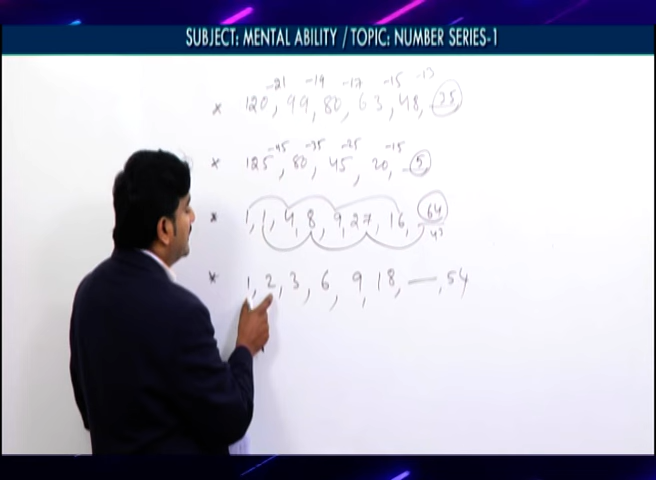 SUBJECT: MENTAL ABILITY / TOPIC: NUMBER SERIES-1
-21 -19 -17 -15 -13
* 120, 99, 80, 63, 48, 35
-45 -35 -25 -15
* 125, 80, 45, 20, 5
* 1, 1, 4, 8, 9, 27, 16, 64
4³
* 1, 2, 3, 6, 9, 18, —, 54